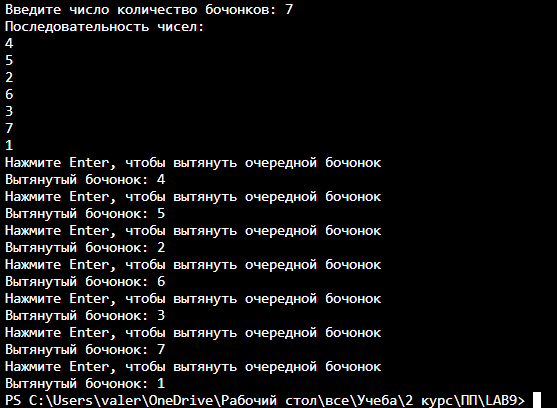 Введите число количество бочонков: 7
Последовательность чисел:
4
5
2
6
3
7
1
Нажмите Enter, чтобы вытянуть очередной бочонок
Вытянутый бочонок: 4
Нажмите Enter, чтобы вытянуть очередной бочонок
Вытянутый бочонок: 5
Нажмите Enter, чтобы вытянуть очередной бочонок
Вытянутый бочонок: 2
Нажмите Enter, чтобы вытянуть очередной бочонок
Вытянутый бочонок: 6
Нажмите Enter, чтобы вытянуть очередной бочонок
Вытянутый бочонок: 3
Нажмите Enter, чтобы вытянуть очередной бочонок
Вытянутый бочонок: 7
Нажмите Enter, чтобы вытянуть очередной бочонок
Вытянутый бочонок: 1
PS C:\Users\valer\OneDrive\Рабочий стол\все\Учеба\2 курс\ПП\LAB9>